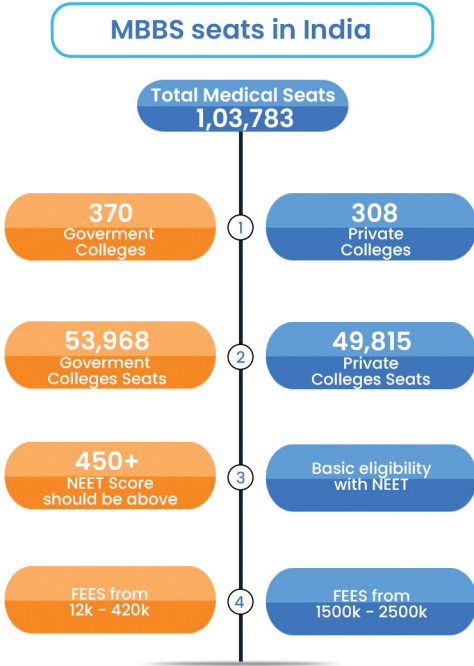 MBBS seats in India
Total Medical Seats
1,03,783
370
Goverment
Colleges
1
308
Private
Colleges
53,968
Goverment
Colleges Seats
2
49,815
Private
Colleges Seats
450+
NEET Score
should be above
3
Basic eligibility
with NEET
FEES from
12k - 420k
4
FEES from
1500k - 2500k